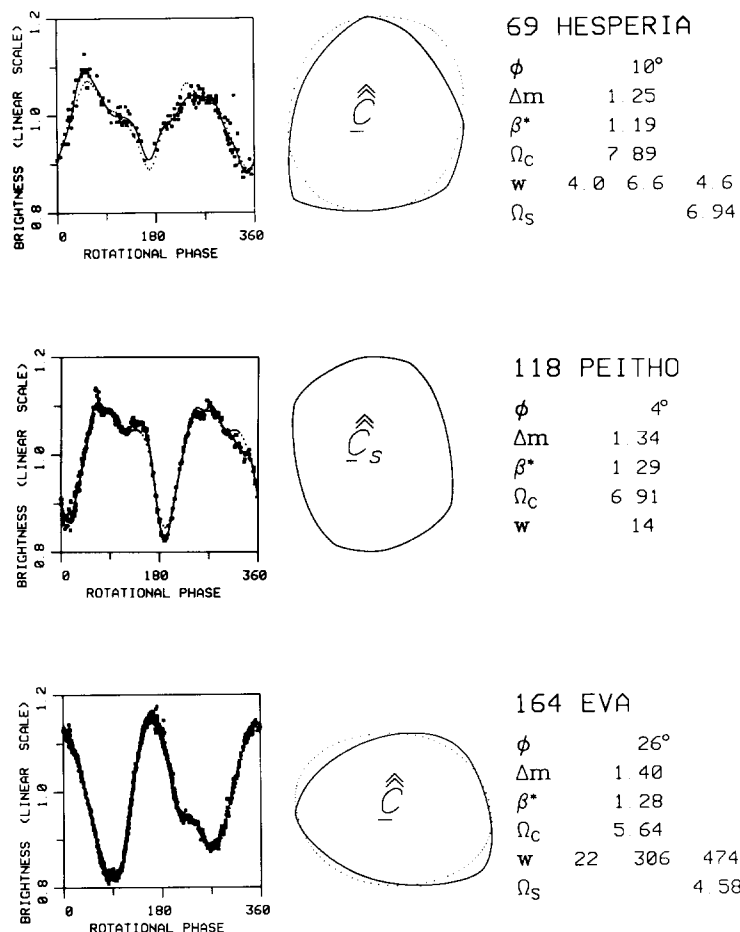 69 HESPERIA
BRIGHTNESS (LINEAR SCALE)
1.2
1.0
0.8
0 180 360
ROTATIONAL PHASE
C
ϕ 10°
Δm 1.25
β* 1.19
Ω_C 7.89
w 4.0 6.6 4.6
Ω_S 6.94
118 PEITHO
BRIGHTNESS (LINEAR SCALE)
1.2
1.0
0.8
0 180 360
ROTATIONAL PHASE
C_S
ϕ 4°
Δm 1.34
β* 1.29
Ω_C 6.91
w 14
164 EVA
BRIGHTNESS (LINEAR SCALE)
1.2
1.0
0.8
0 180 360
ROTATIONAL PHASE
C
ϕ 26°
Δm 1.40
β* 1.28
Ω_C 5.64
w 22 306 474
Ω_S 4.58